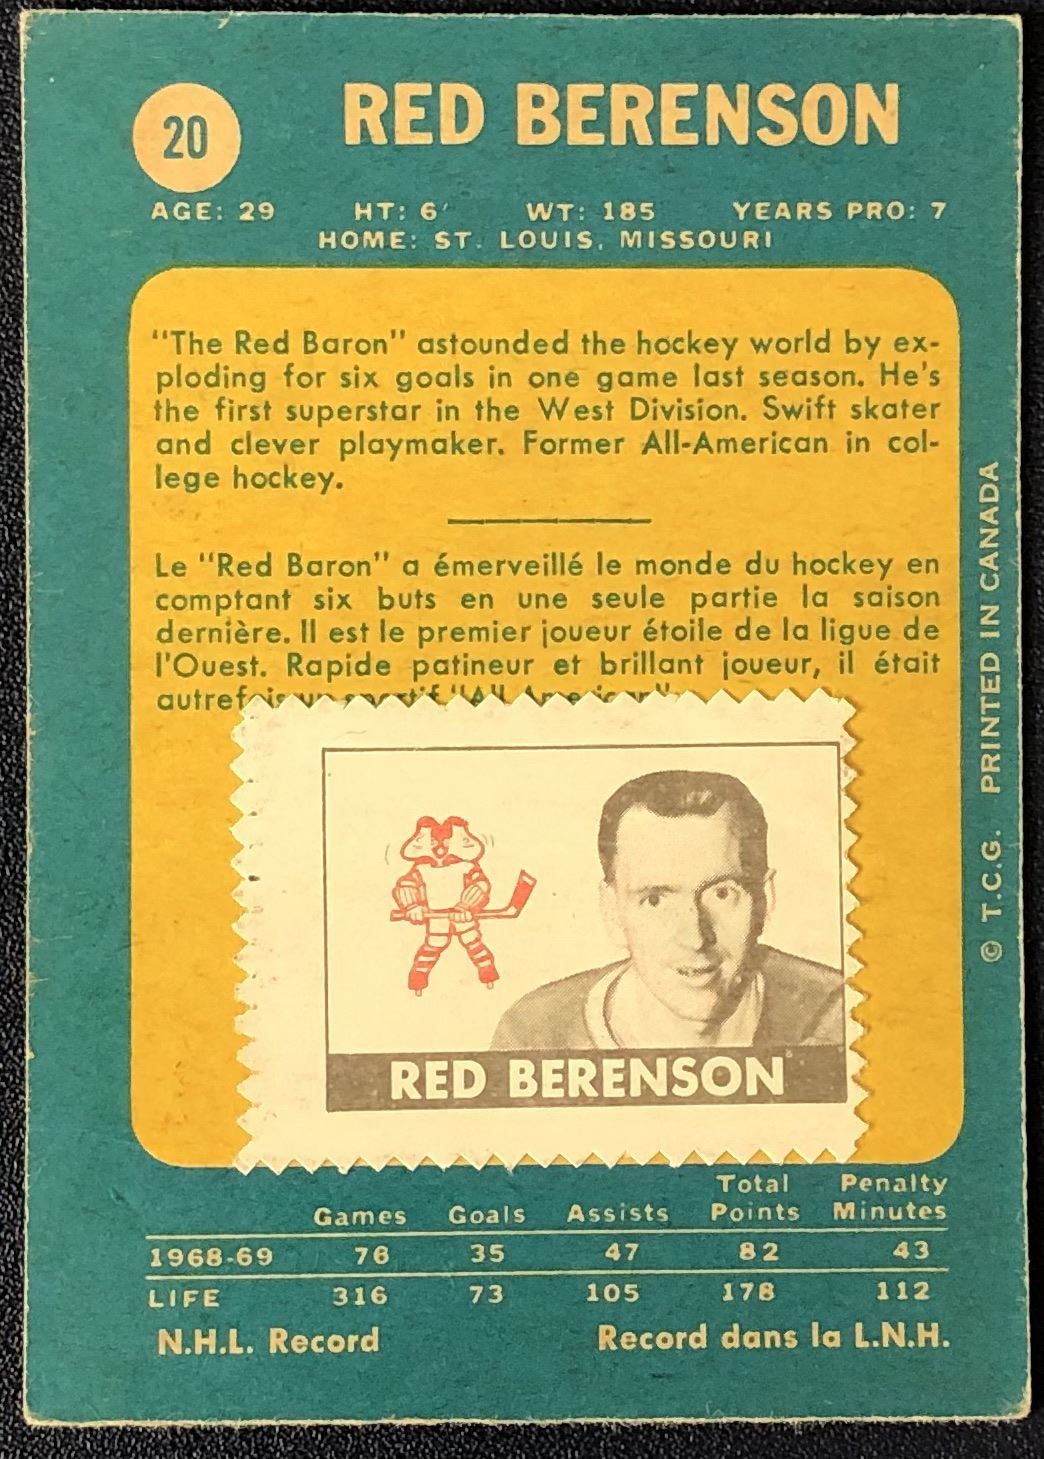 20
RED BERENSON
AGE: 29 HT: 6' WT: 185 YEARS PRO: 7
HOME: ST. LOUIS, MISSOURI
"The Red Baron" astounded the hockey world by ex-
ploding for six goals in one game last season. He's
the first superstar in the West Division. Swift skater
and clever playmaker. Former All-American in col-
lege hockey.
Le "Red Baron" a émerveillé le monde du hockey en
comptant six buts en une seule partie la saison
dernière. Il est le premier joueur étoile de la ligue de
l'Ouest. Rapide patineur et brillant joueur, il était
autrefois un sportif "All American".
RED BERENSON
© T.C.G. PRINTED IN CANADA
Total Penalty
Games Goals Assists Points Minutes
1968-69 76 35 47 82 43
LIFE 316 73 105 178 112
N.H.L. Record Record dans la L.N.H.